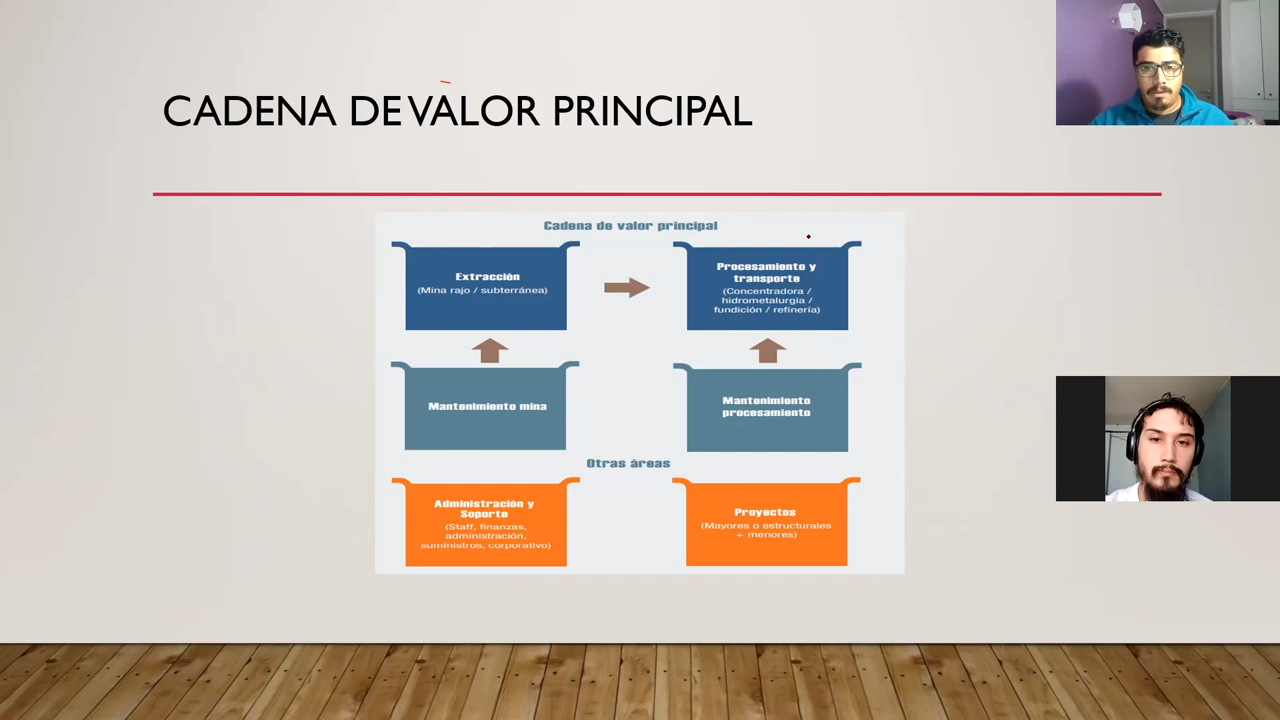 CADENA DE VALOR PRINCIPAL
Cadena de valor principal
Extracción
(Mina rajo / subterránea)
Procesamiento y
transporte
(Concentradora /
hidrometalurgia /
fundición / refinería)
Mantenimiento mina
Mantenimiento
procesamiento
Otras áreas
Administración y
Soporte
(Staff, finanzas,
administración,
suministros, corporativo)
Proyectos
(Mayores o estructurales
+ menores)